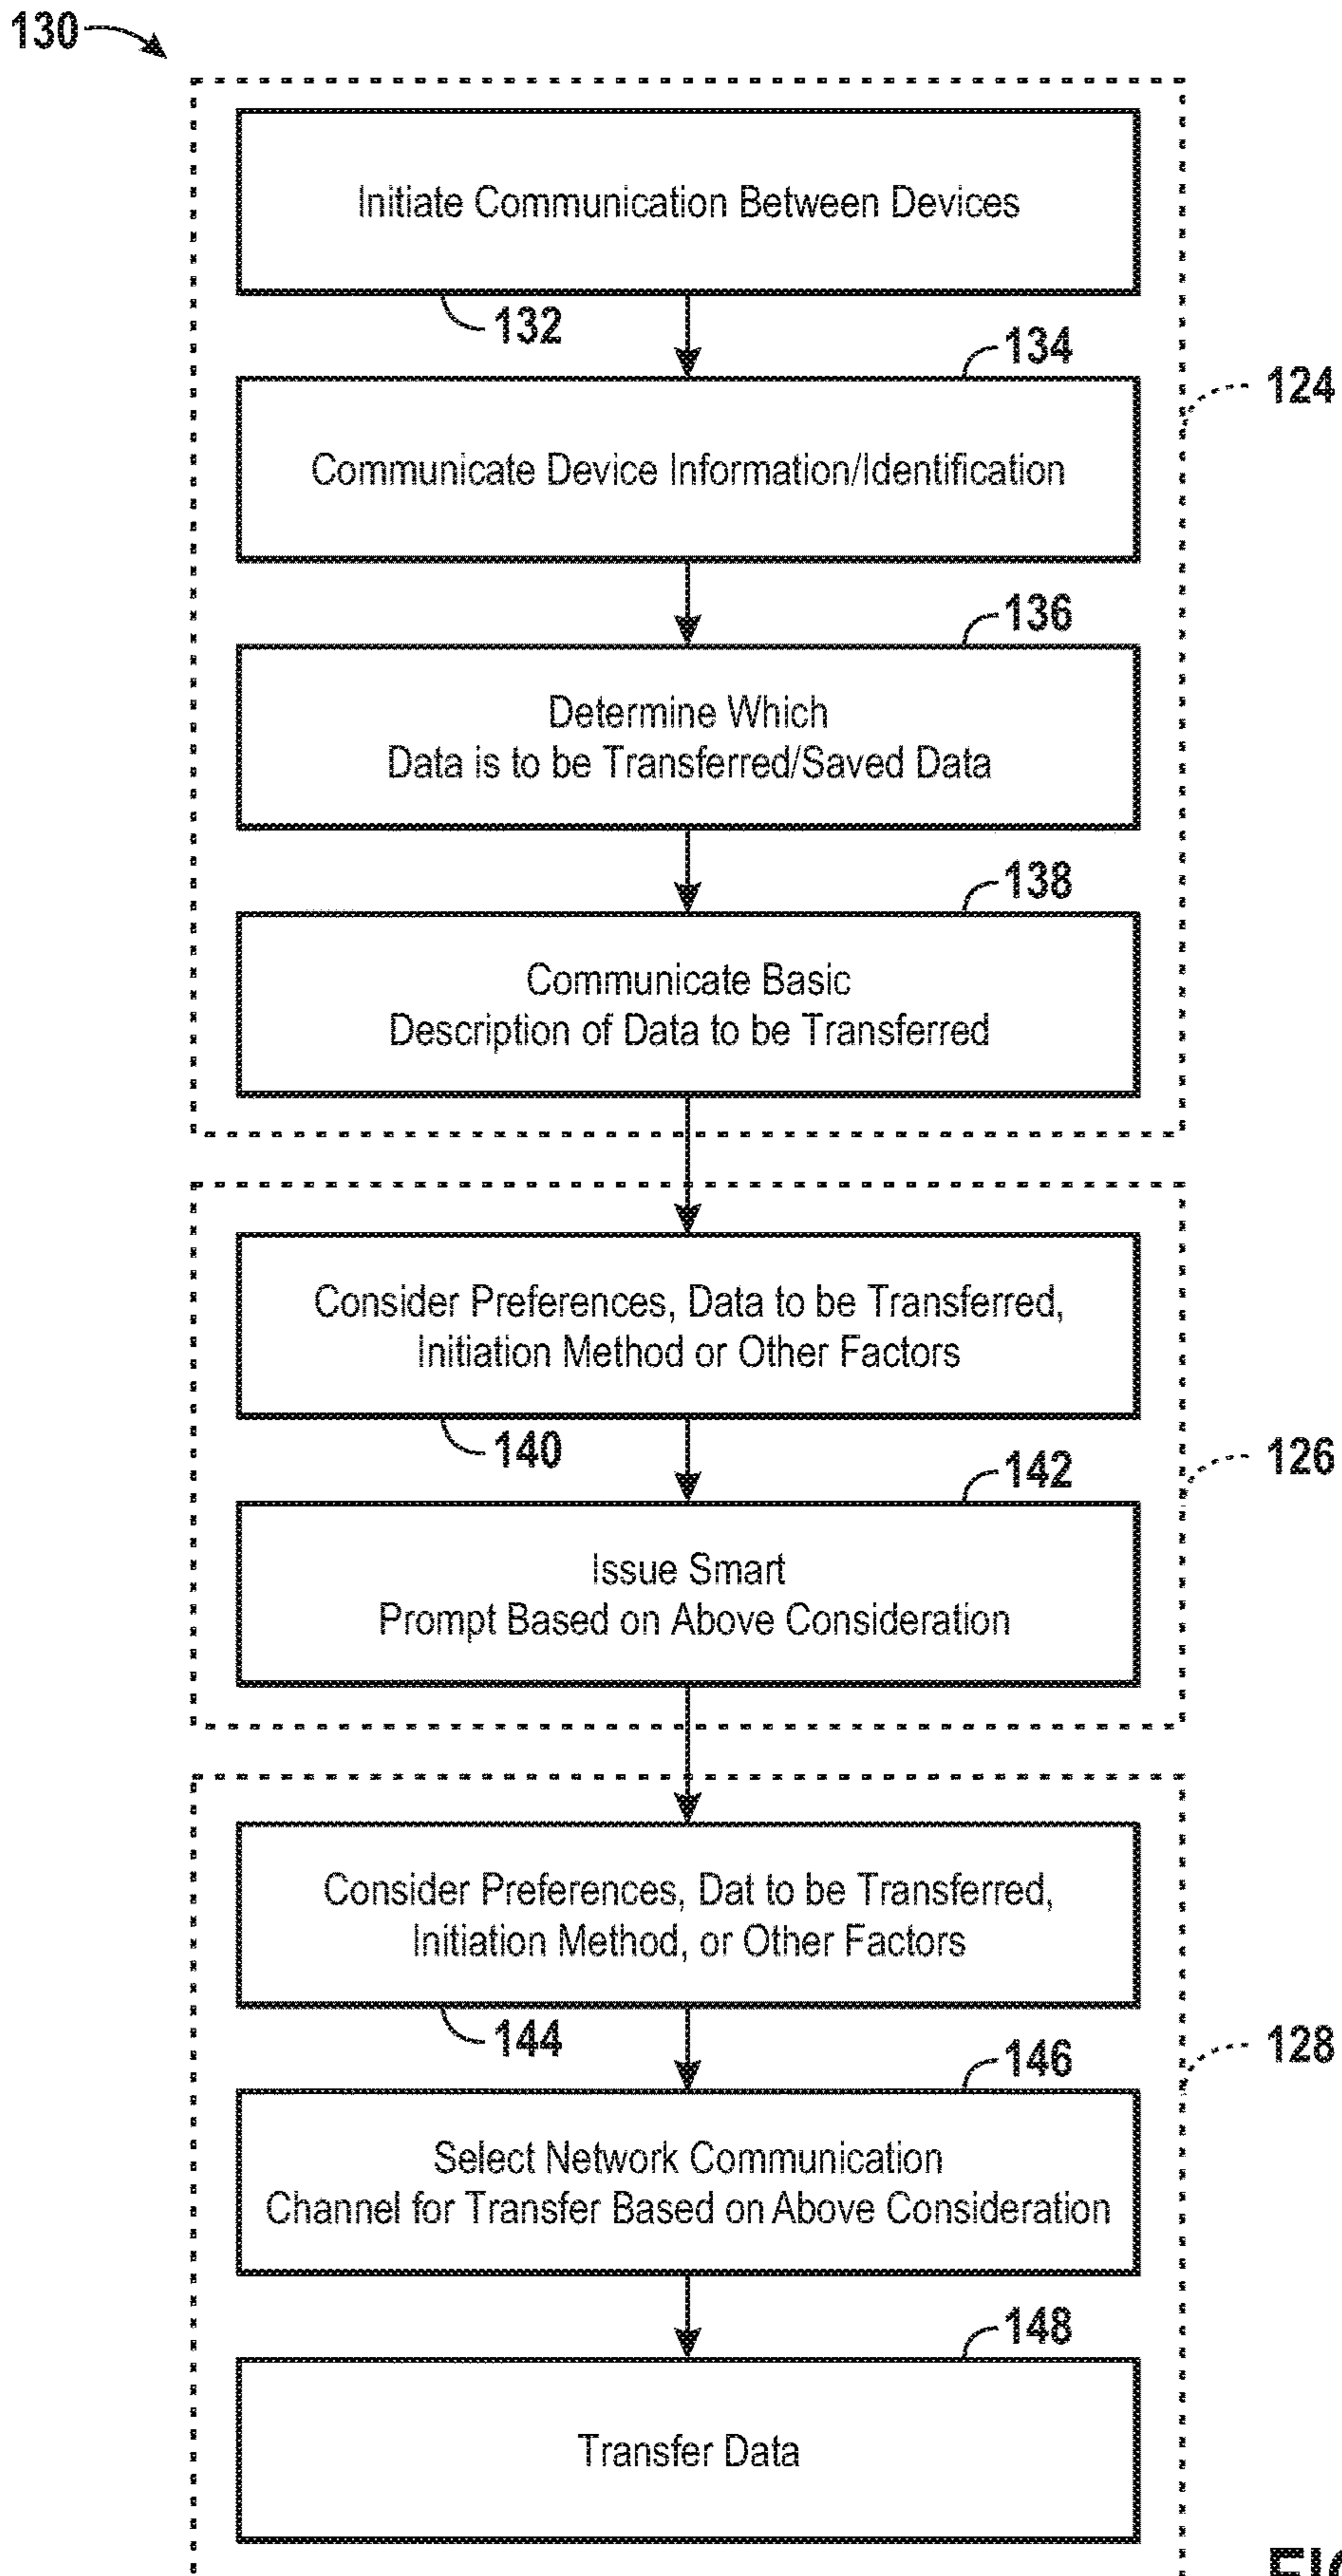 130
Initiate Communication Between Devices
132
134
124
Communicate Device Information/Identification
136
Determine Which
Data is to be Transferred/Saved Data
138
Communicate Basic
Description of Data to be Transferred
Consider Preferences, Data to be Transferred,
Initiation Method or Other Factors
140
126
142
Issue Smart
Prompt Based on Above Consideration
Consider Preferences, Dat to be Transferred,
Initiation Method, or Other Factors
144
146
128
Select Network Communication
Channel for Transfer Based on Above Consideration
148
Transfer Data